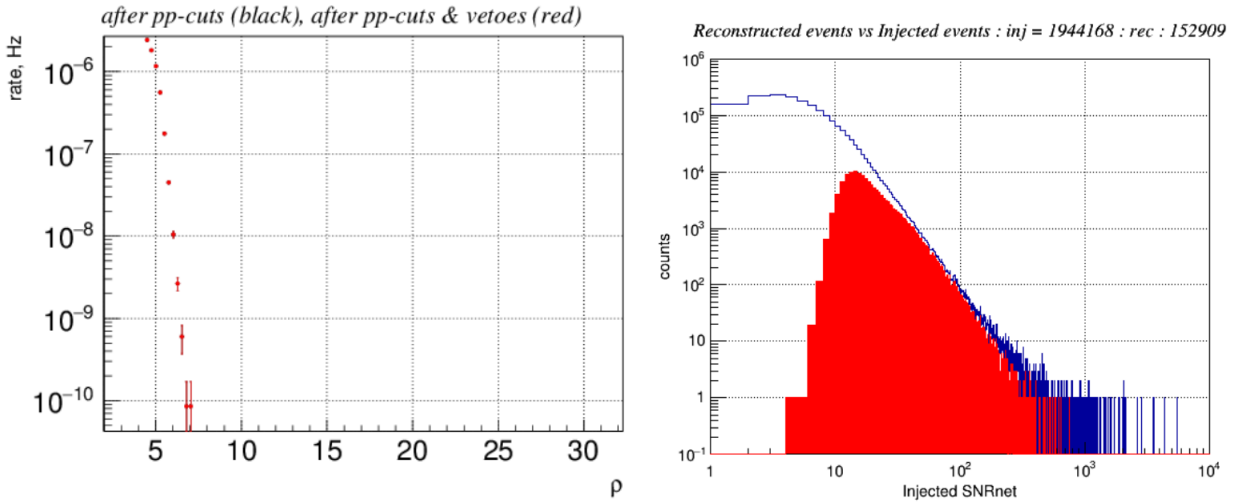 after pp-cuts (black), after pp-cuts & vetoes (red)
rate, Hz
10⁻⁶
10⁻⁷
10⁻⁸
10⁻⁹
10⁻¹⁰
5 10 15 20 25 30
ρ
Reconstructed events vs Injected events : inj = 1944168 : rec : 152909
counts
10⁶
10⁵
10⁴
10³
10²
10
1
10⁻¹
1 10 10² 10³ 10⁴
Injected SNRnet